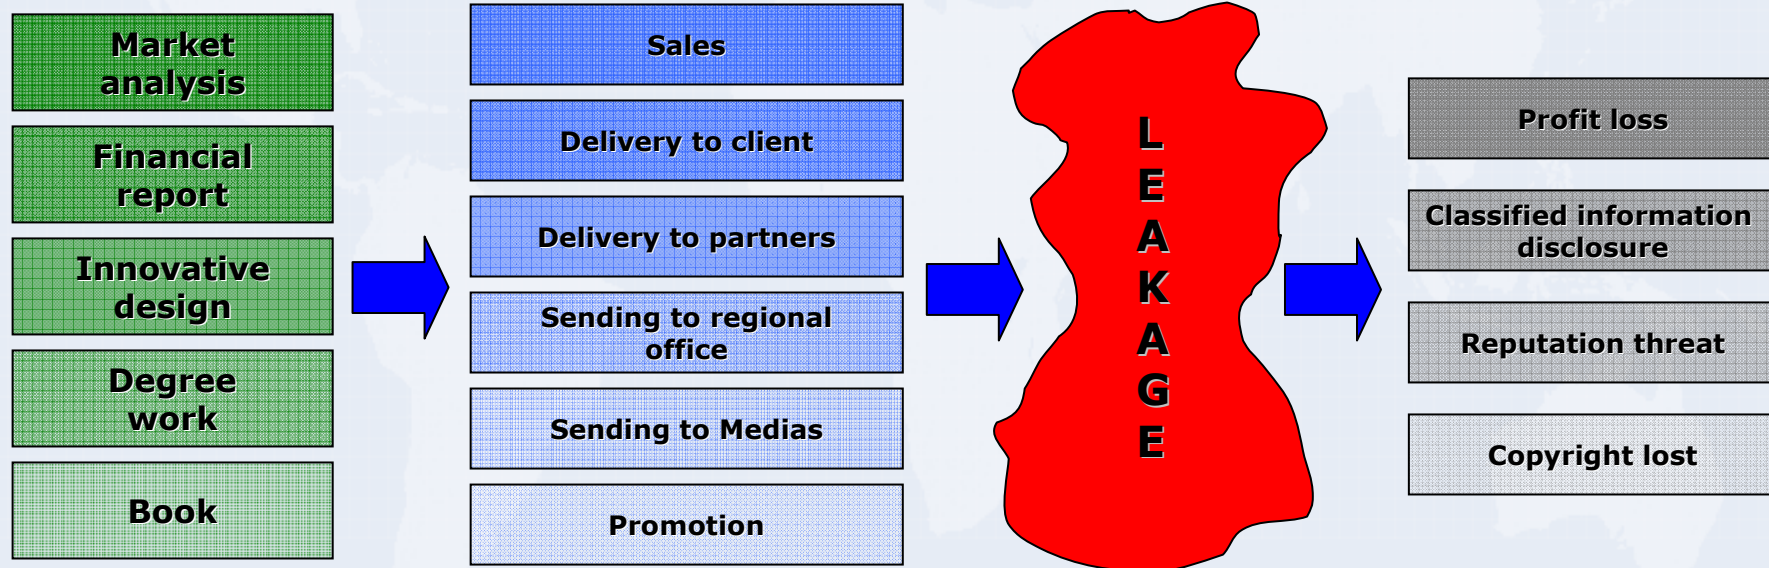 Market
analysis
Financial
report
Innovative
design
Degree
work
Book
Sales
Delivery to client
Delivery to partners
Sending to regional
office
Sending to Medias
Promotion
L
E
A
K
A
G
E
Profit loss
Classified information
disclosure
Reputation threat
Copyright lost